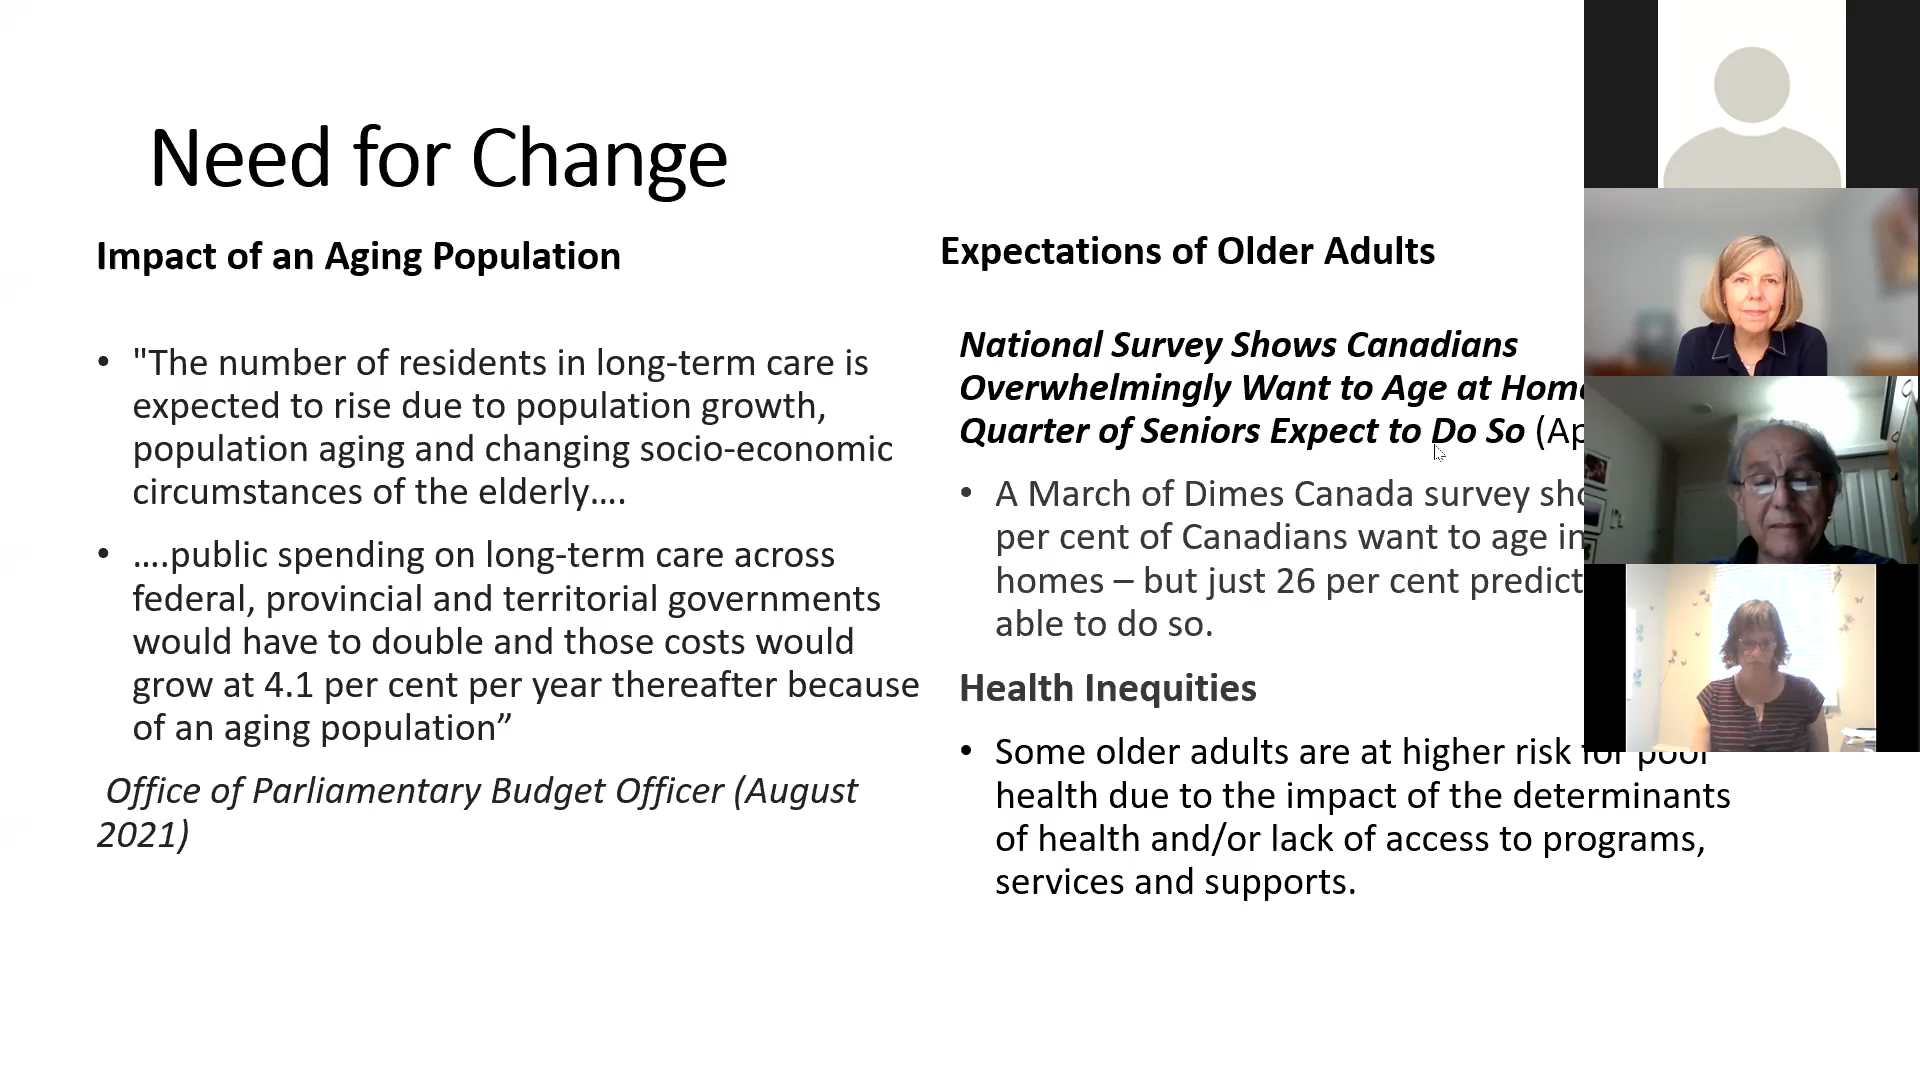 Need for Change
Impact of an Aging Population
• "The number of residents in long-term care is
expected to rise due to population growth,
population aging and changing socio-economic
circumstances of the elderly….
• ….public spending on long-term care across
federal, provincial and territorial governments
would have to double and those costs would
grow at 4.1 per cent per year thereafter because
of an aging population”
Office of Parliamentary Budget Officer (August
2021)
Expectations of Older Adults
National Survey Shows Canadians
Overwhelmingly Want to Age at
Quarter of Seniors Expect to Do So
• A March of Dimes Canada survey
per cent of Canadians want to age in
homes – but just 26 per cent predict
able to do so.
Health Inequities
• Some older adults are at higher risk for poor
health due to the impact of the determinants
of health and/or lack of access to programs,
services and supports.